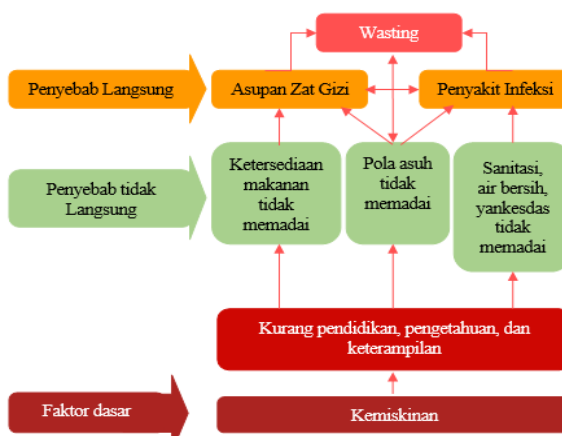 Wasting
Penyebab Langsung
Asupan Zat Gizi
Penyakit Infeksi
Penyebab tidak
Langsung
Ketersediaan
makanan
tidak
memadai
Pola asuh
tidak
memadai
Sanitasi,
air bersih,
yankesdas
tidak
memadai
Kurang pendidikan, pengetahuan, dan
keterampilan
Faktor dasar
Kemiskinan